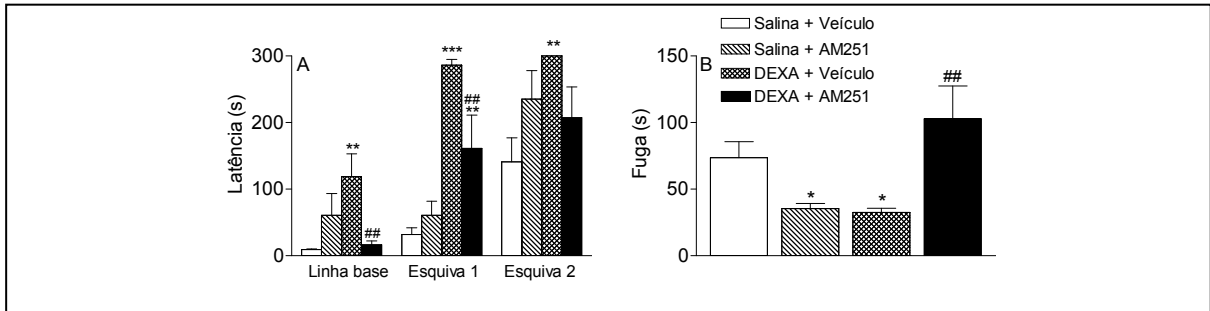 Salina + Veículo
Salina + AM251
DEXA + Veículo
DEXA + AM251
A
Latência (s)
300
200
100
0
**
##
***
##
**
**
Linha base
Esquiva 1
Esquiva 2
B
Fuga (s)
150
100
50
0
*
*
##